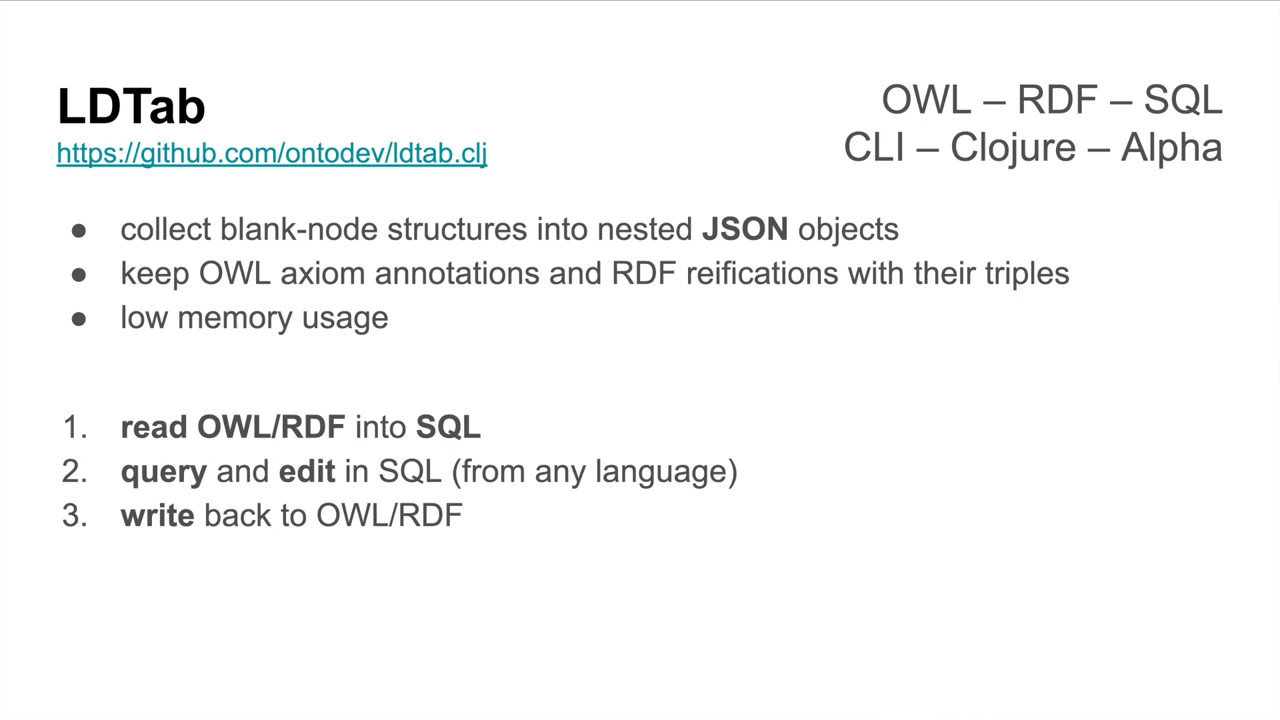 LDTab
https://github.com/ontodev/ldtab.clj
OWL – RDF – SQL
CLI – Clojure – Alpha
● collect blank-node structures into nested JSON objects
● keep OWL axiom annotations and RDF reifications with their triples
● low memory usage
1. read OWL/RDF into SQL
2. query and edit in SQL (from any language)
3. write back to OWL/RDF